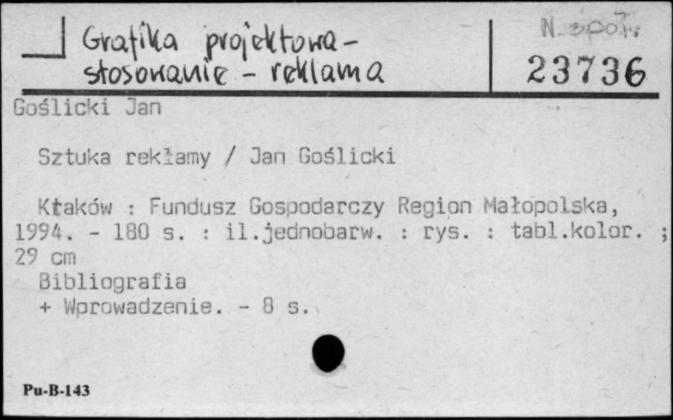 Grafika projektowa -
stosowanie - reklama
N. społ.
23736
Goślicki Jan
Sztuka reklamy / Jan Goślicki
Kraków : Fundusz Gospodarczy Region Małopolska,
1994. - 180 s. : il.jednobarw. : rys. : tabl.kolor. ;
29 cm
Bibliografia
+ Wprowadzenie. - 8 s.
Pu-B-143